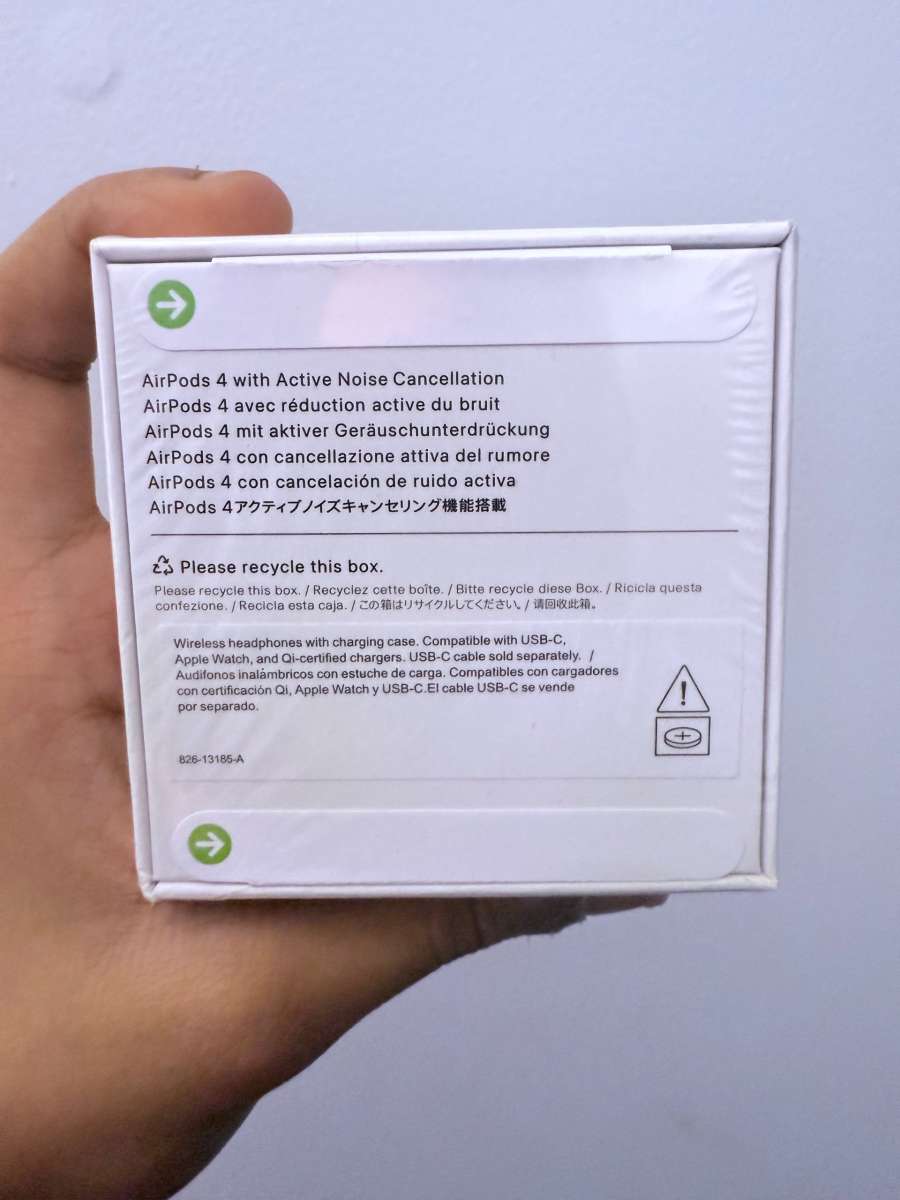 AirPods 4 with Active Noise Cancellation
AirPods 4 avec réduction active du bruit
AirPods 4 mit aktiver Geräuschunterdrückung
AirPods 4 con cancellazione attiva del rumore
AirPods 4 con cancelación de ruido activa
AirPods 4アクティブノイズキャンセリング機能搭載
Please recycle this box.
Please recycle this box. / Recyclez cette boîte. / Bitte recycle diese Box. / Ricicla questa
confezione. / Recicla esta caja. / この箱はリサイクルしてください。/ 请回收此箱。
Wireless headphones with charging case. Compatible with USB-C,
Apple Watch, and Qi-certified chargers. USB-C cable sold separately. /
Audífonos inalámbricos con estuche de carga. Compatibles con cargadores
con certificación Qi, Apple Watch y USB-C.El cable USB-C se vende
por separado.
826-13185-A